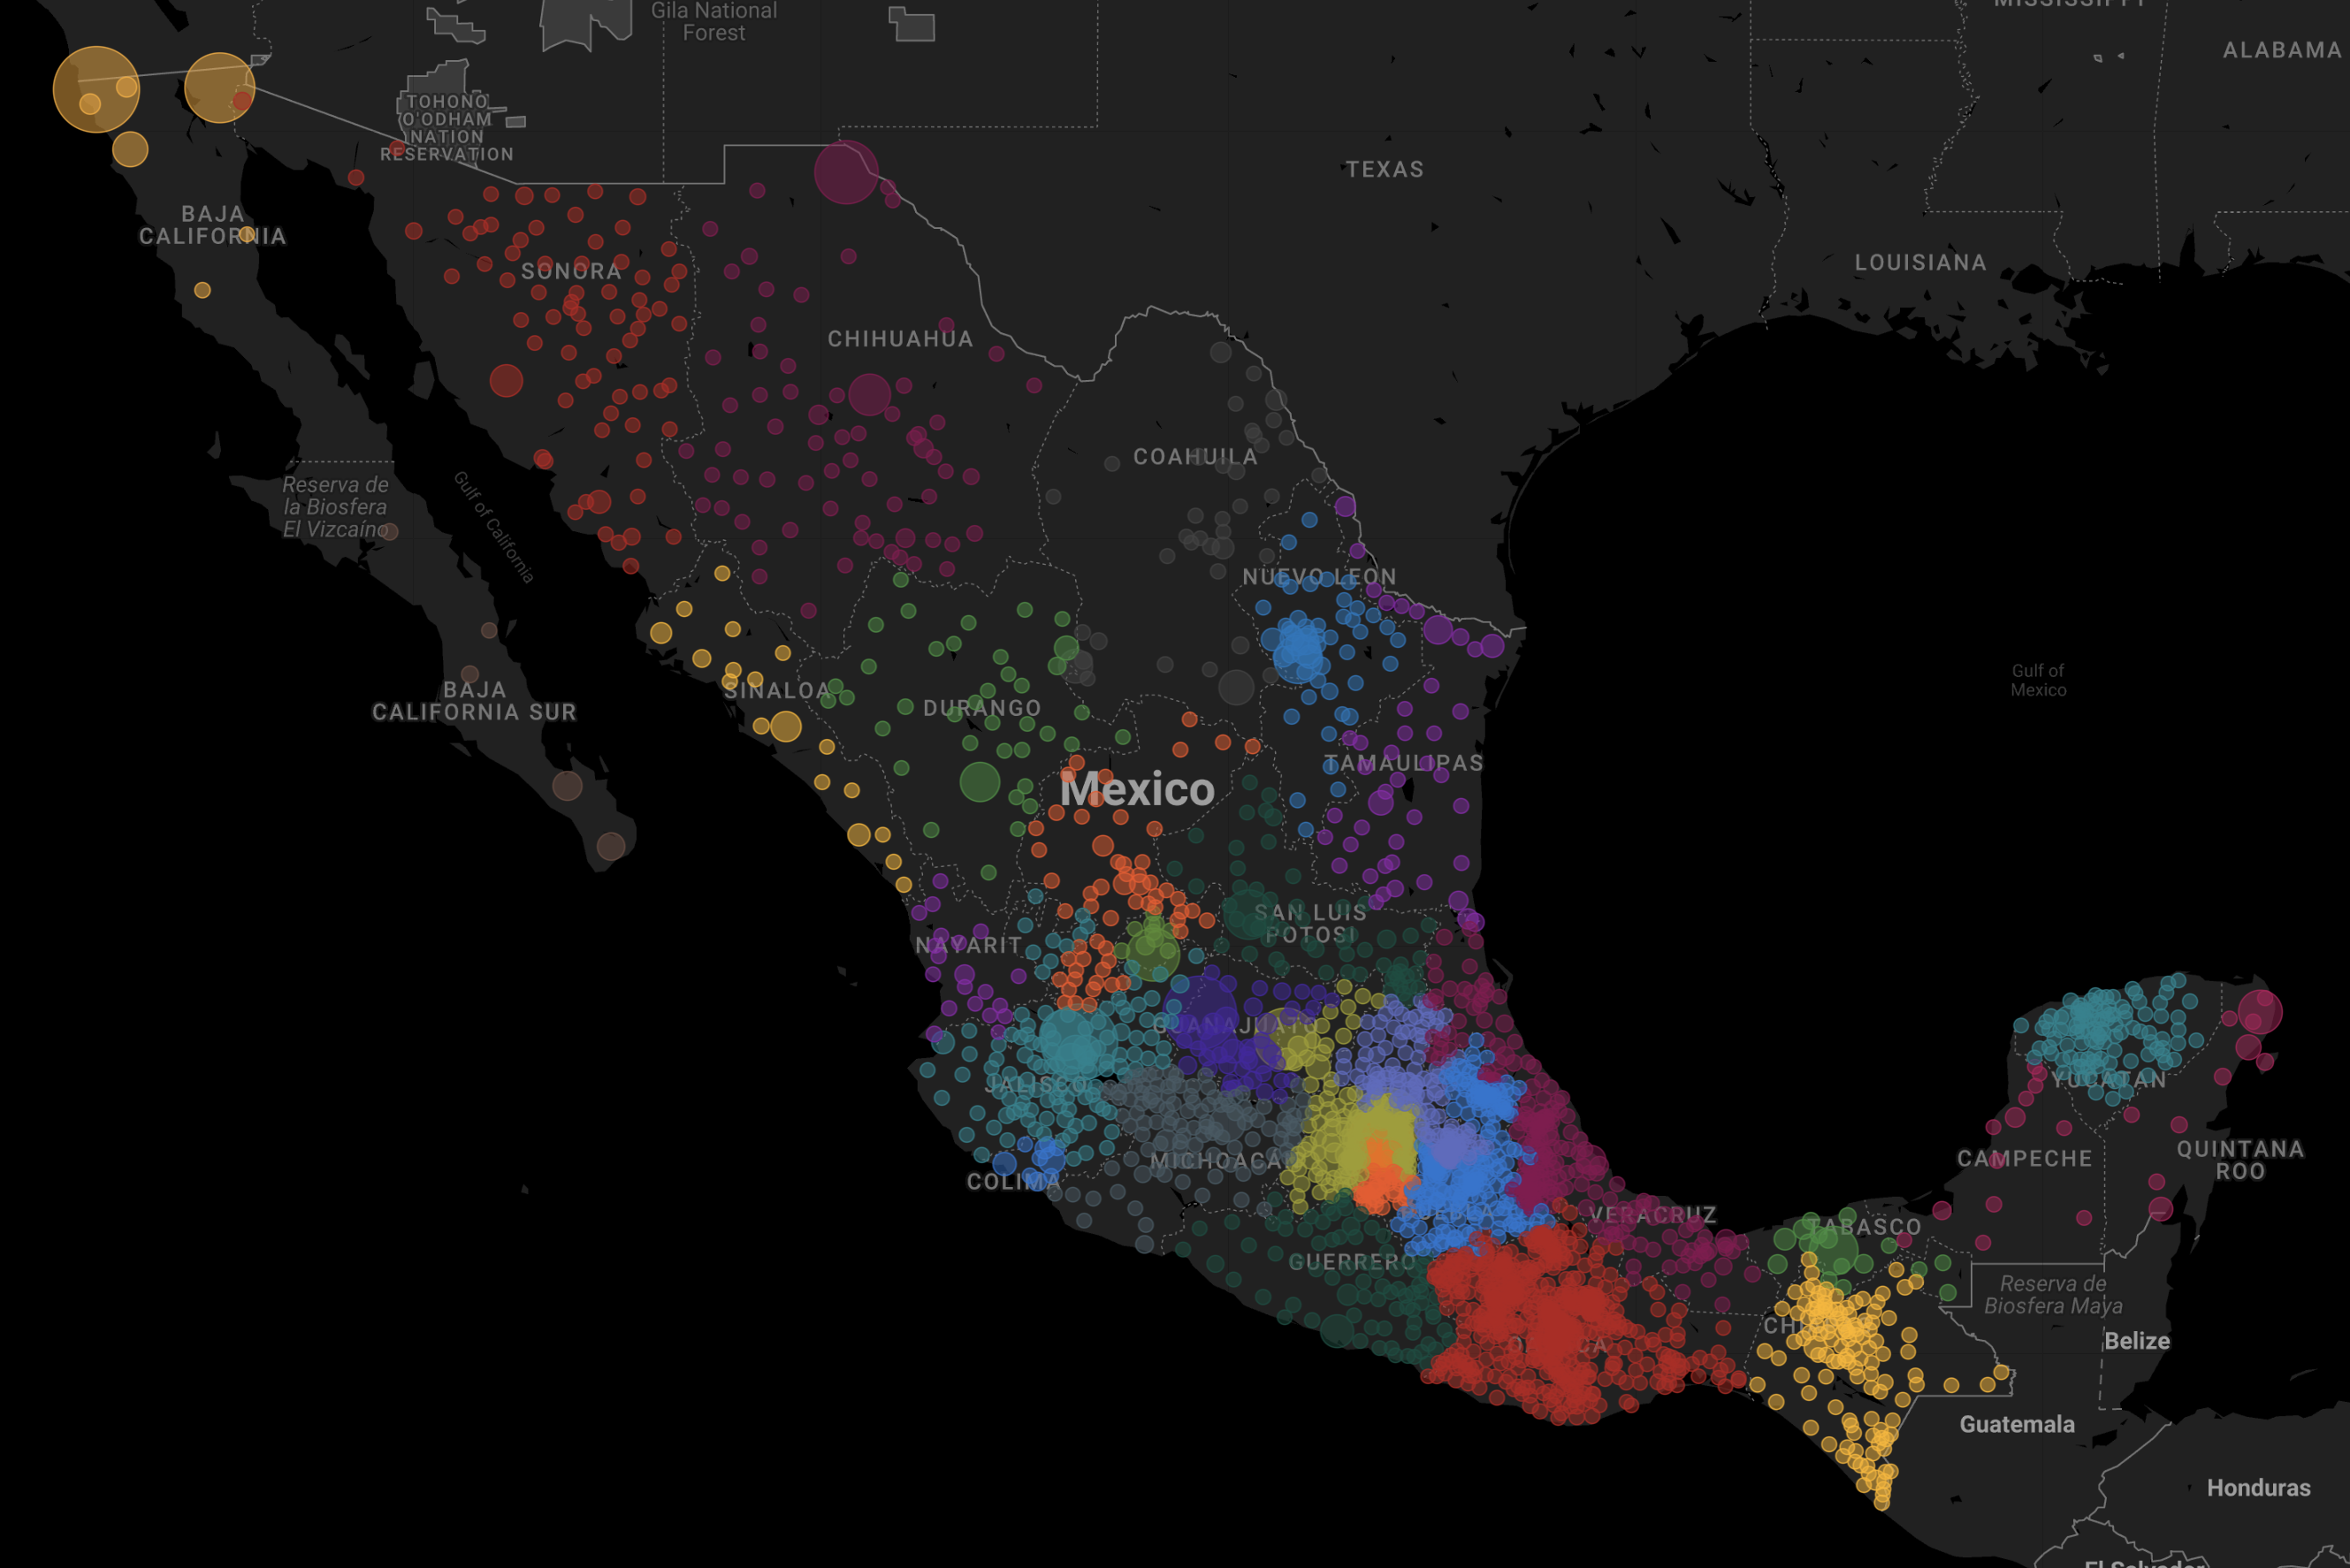 MISSISSIPPI
Gila National
Forest
ALABAMA
TOHONO
O'ODHAM
NATION
RESERVATION
TEXAS
BAJA
CALIFORNIA
LOUISIANA
SONORA
CHIHUAHUA
COAHUILA
Reserva de
la Biosfera
El Vizcaíno
Gulf of California
NUEVO LEON
Gulf of
Mexico
BAJA
CALIFORNIA SUR
SINALOA
DURANGO
TAMAULIPAS
Mexico
SAN LUIS
POTOSI
NAYARIT
GUANAJUATO
JALISCO
YUCATAN
MICHOACAN
CAMPECHE
QUINTANA
ROO
COLIMA
PUEBLA
VERACRUZ
TABASCO
GUERRERO
Reserva de
Biosfera Maya
Belize
Guatemala
Honduras
El Salvador